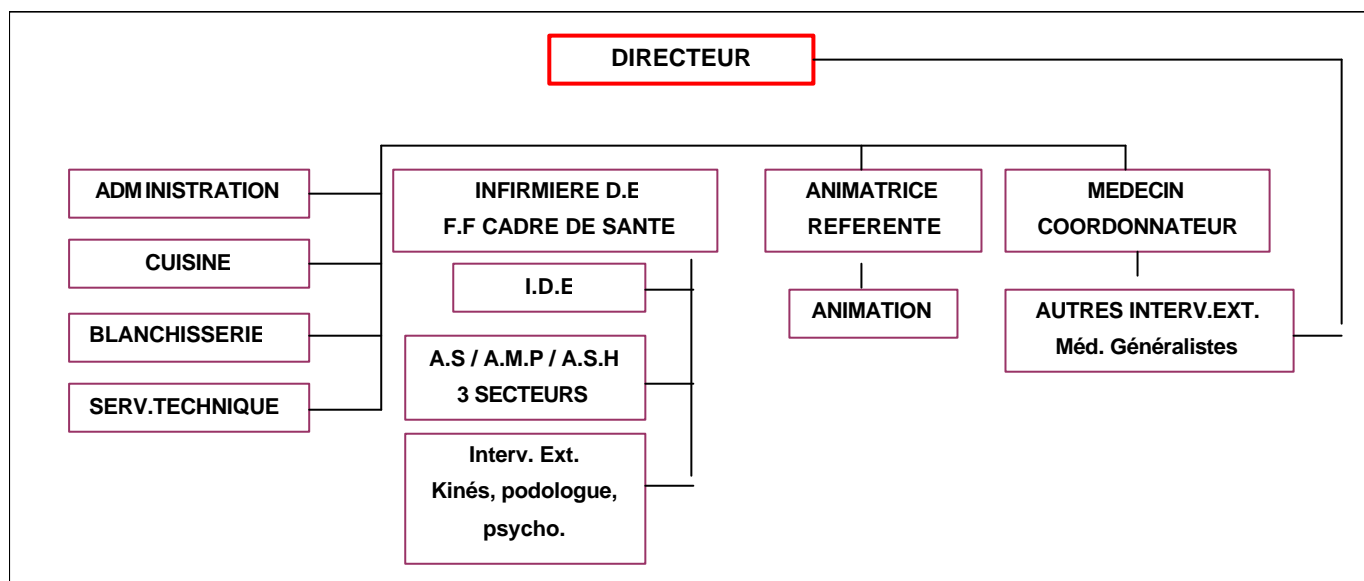 DIRECTEUR
ADMINISTRATION
CUISINE
BLANCHISSERIE
SERV.TECHNIQUE
INFIRMIERE D.E
F.F CADRE DE SANTE
I.D.E
A.S / A.M.P / A.S.H
3 SECTEURS
Interv. Ext.
Kinés, podologue,
psycho.
ANIMATRICE
REFERENTE
ANIMATION
MEDECIN
COORDONNATEUR
AUTRES INTERV.EXT.
Méd. Généralistes